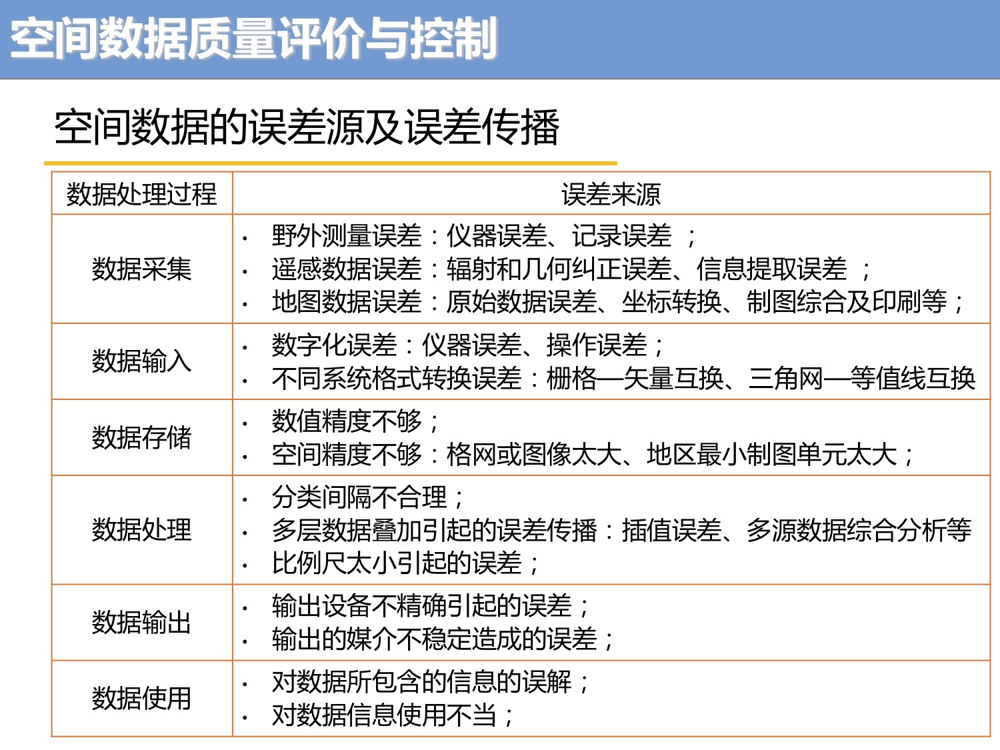 空间数据质量评价与控制
空间数据的误差源及误差传播
数据处理过程
误差来源
数据采集
• 野外测量误差：仪器误差、记录误差 ；
• 遥感数据误差：辐射和几何纠正误差、信息提取误差 ；
• 地图数据误差：原始数据误差、坐标转换、制图综合及印刷等；
数据输入
• 数字化误差：仪器误差、操作误差；
• 不同系统格式转换误差：栅格—矢量互换、三角网—等值线互换
数据存储
• 数值精度不够；
• 空间精度不够：格网或图像太大、地区最小制图单元太大；
数据处理
• 分类间隔不合理；
• 多层数据叠加引起的误差传播：插值误差、多源数据综合分析等
• 比例尺太小引起的误差；
数据输出
• 输出设备不精确引起的误差；
• 输出的媒介不稳定造成的误差；
数据使用
• 对数据所包含的信息的误解；
• 对数据信息使用不当；